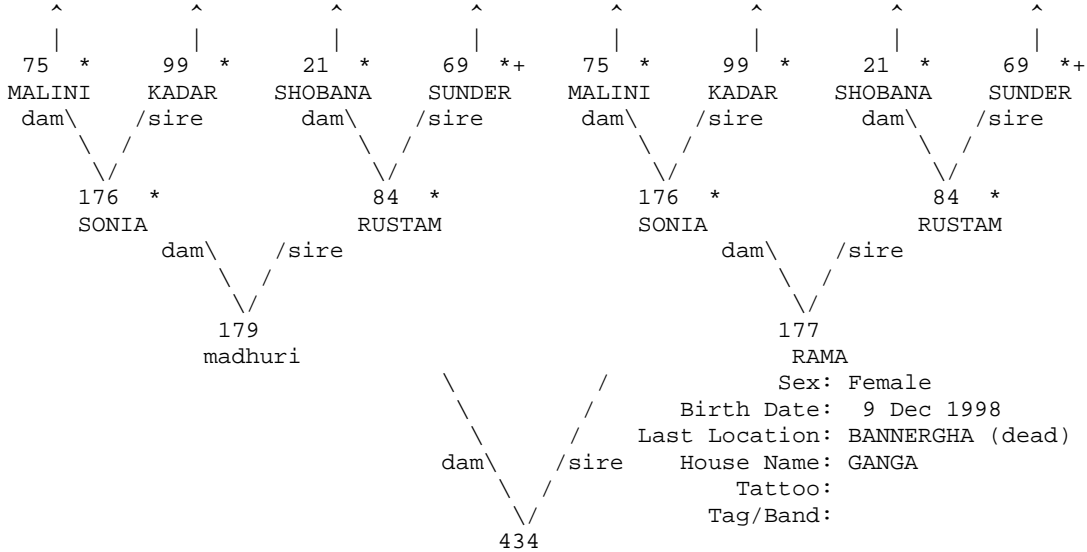 ^ ^ ^ ^ ^ ^ ^ ^
| | | | | | | |
75 * 99 * 21 * 69 *+ 75 * 99 * 21 * 69 *+
MALINI KADAR SHOBANA SUNDER MALINI KADAR SHOBANA SUNDER
dam\ /sire dam\ /sire dam\ /sire dam\ /sire
\ / \ / \ / \ /
\/ \/ \/ \/
176 * 84 * 176 * 84 *
SONIA RUSTAM SONIA RUSTAM
dam\ /sire dam\ /sire
\ / \ /
\/ \/
179 177
madhuri RAMA
\ / Sex: Female
\ / Birth Date: 9 Dec 1998
\ / Last Location: BANNERGHA (dead)
dam\ /sire House Name: GANGA
\ / Tattoo:
\/ Tag/Band:
434